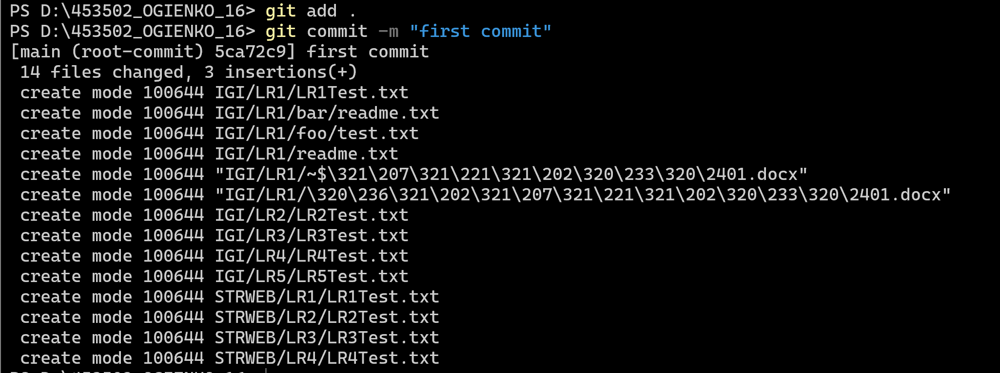 PS D:\453502_OGIENKO_16> git add .
PS D:\453502_OGIENKO_16> git commit -m "first commit"
[main (root-commit) 5ca72c9] first commit
 14 files changed, 3 insertions(+)
 create mode 100644 IGI/LR1/LR1Test.txt
 create mode 100644 IGI/LR1/bar/readme.txt
 create mode 100644 IGI/LR1/foo/test.txt
 create mode 100644 IGI/LR1/readme.txt
 create mode 100644 "IGI/LR1/~$\321\207\321\221\321\202\320\233\320\2401.docx"
 create mode 100644 "IGI/LR1/\320\236\321\202\321\207\321\221\321\202\320\233\320\2401.docx"
 create mode 100644 IGI/LR2/LR2Test.txt
 create mode 100644 IGI/LR3/LR3Test.txt
 create mode 100644 IGI/LR4/LR4Test.txt
 create mode 100644 IGI/LR5/LR5Test.txt
 create mode 100644 STRWEB/LR1/LR1Test.txt
 create mode 100644 STRWEB/LR2/LR2Test.txt
 create mode 100644 STRWEB/LR3/LR3Test.txt
 create mode 100644 STRWEB/LR4/LR4Test.txt